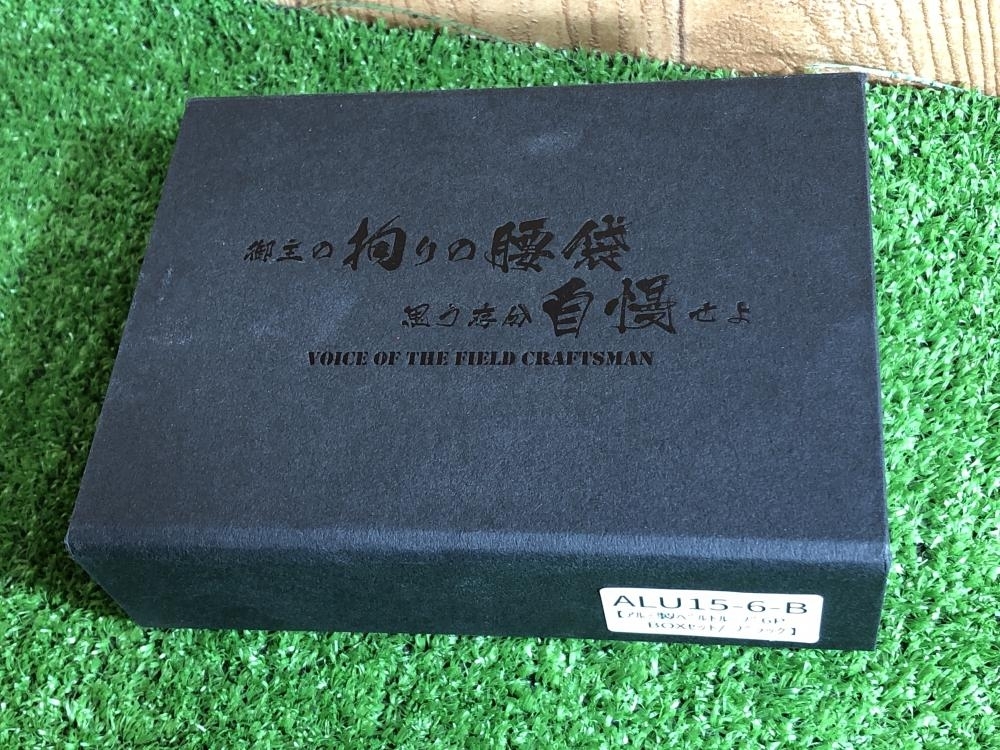 御主の拘りの腰袋
思う存分自慢せよ
VOICE OF THE FIELD CRAFTSMAN
ALU15-6-B
【アルミ製/ベルトループ 6P
BOXセット/ブラック】